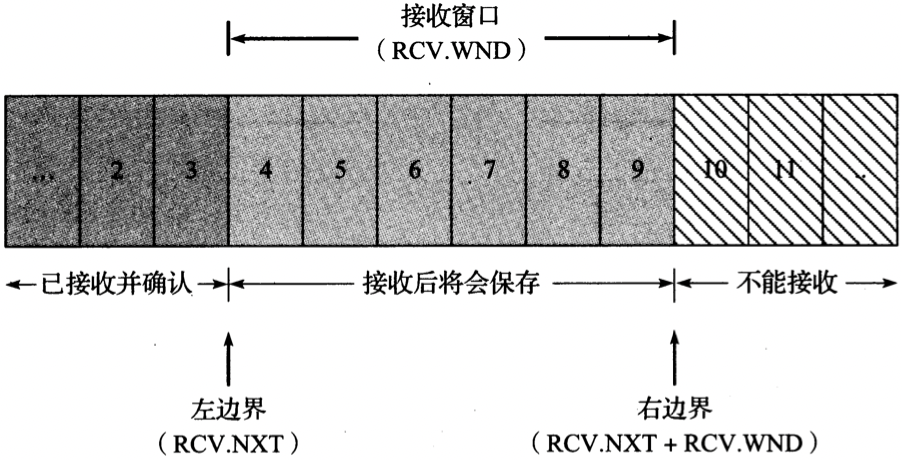 接收窗口
（RCV.WND）
... 2 3 4 5 6 7 8 9 10 11 ..
已接收并确认 接收后将会保存 不能接收
左边界 右边界
（RCV.NXT） （RCV.NXT + RCV.WND）